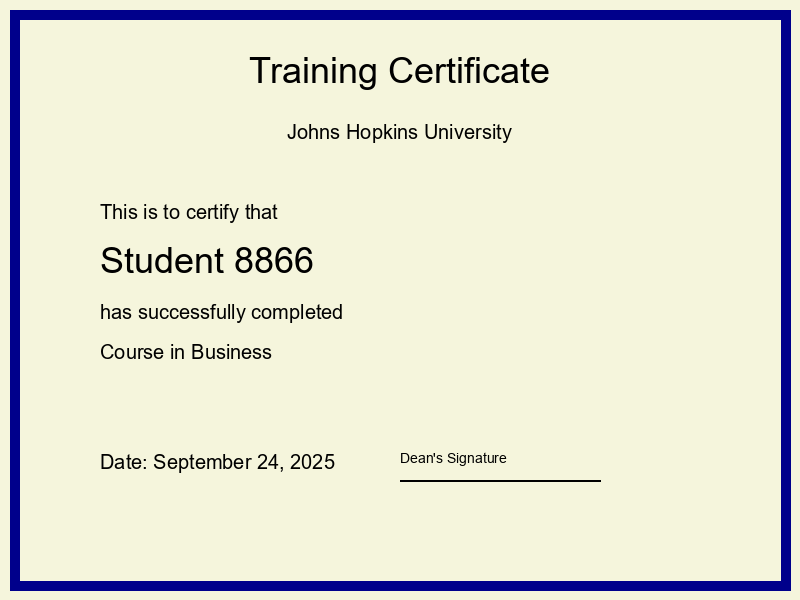 Training Certificate
Johns Hopkins University
This is to certify that
Student 8866
has successfully completed
Course in Business
Date: September 24, 2025
Dean's Signature